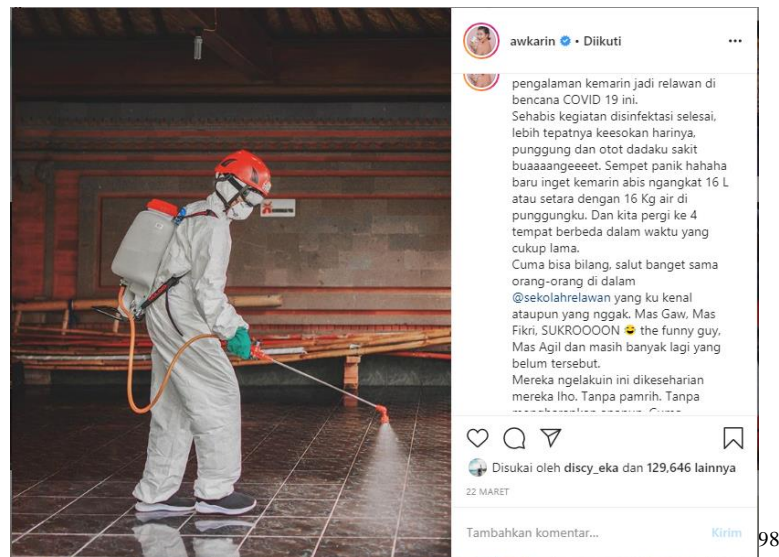 awkarin • Diikuti
pengalaman kemarin jadi relawan di
bencana COVID 19 ini.
Sehabis kegiatan disinfektasi selesai,
lebih tepatnya keesokan harinya,
punggung dan otot dadaku sakit
buaaaangeeeet. Sempet panik hahaha
baru inget kemarin abis ngangkat 16 L
atau setara dengan 16 Kg air di
punggungku. Dan kita pergi ke 4
tempat berbeda dalam waktu yang
cukup lama.
Cuma bisa bilang, salut banget sama
orang-orang di dalam
@sekolahrelawan yang ku kenal
ataupun yang nggak. Mas Gaw, Mas
Fikri, SUKROOOON 😄 the funny guy,
Mas Agil dan masih banyak lagi yang
belum tersebut.
Mereka ngelakuin ini dikeseharian
mereka lho. Tanpa pamrih. Tanpa
Disukai oleh discy_eka dan 129,646 lainnya
22 MARET
Tambahkan komentar... Kirim
98